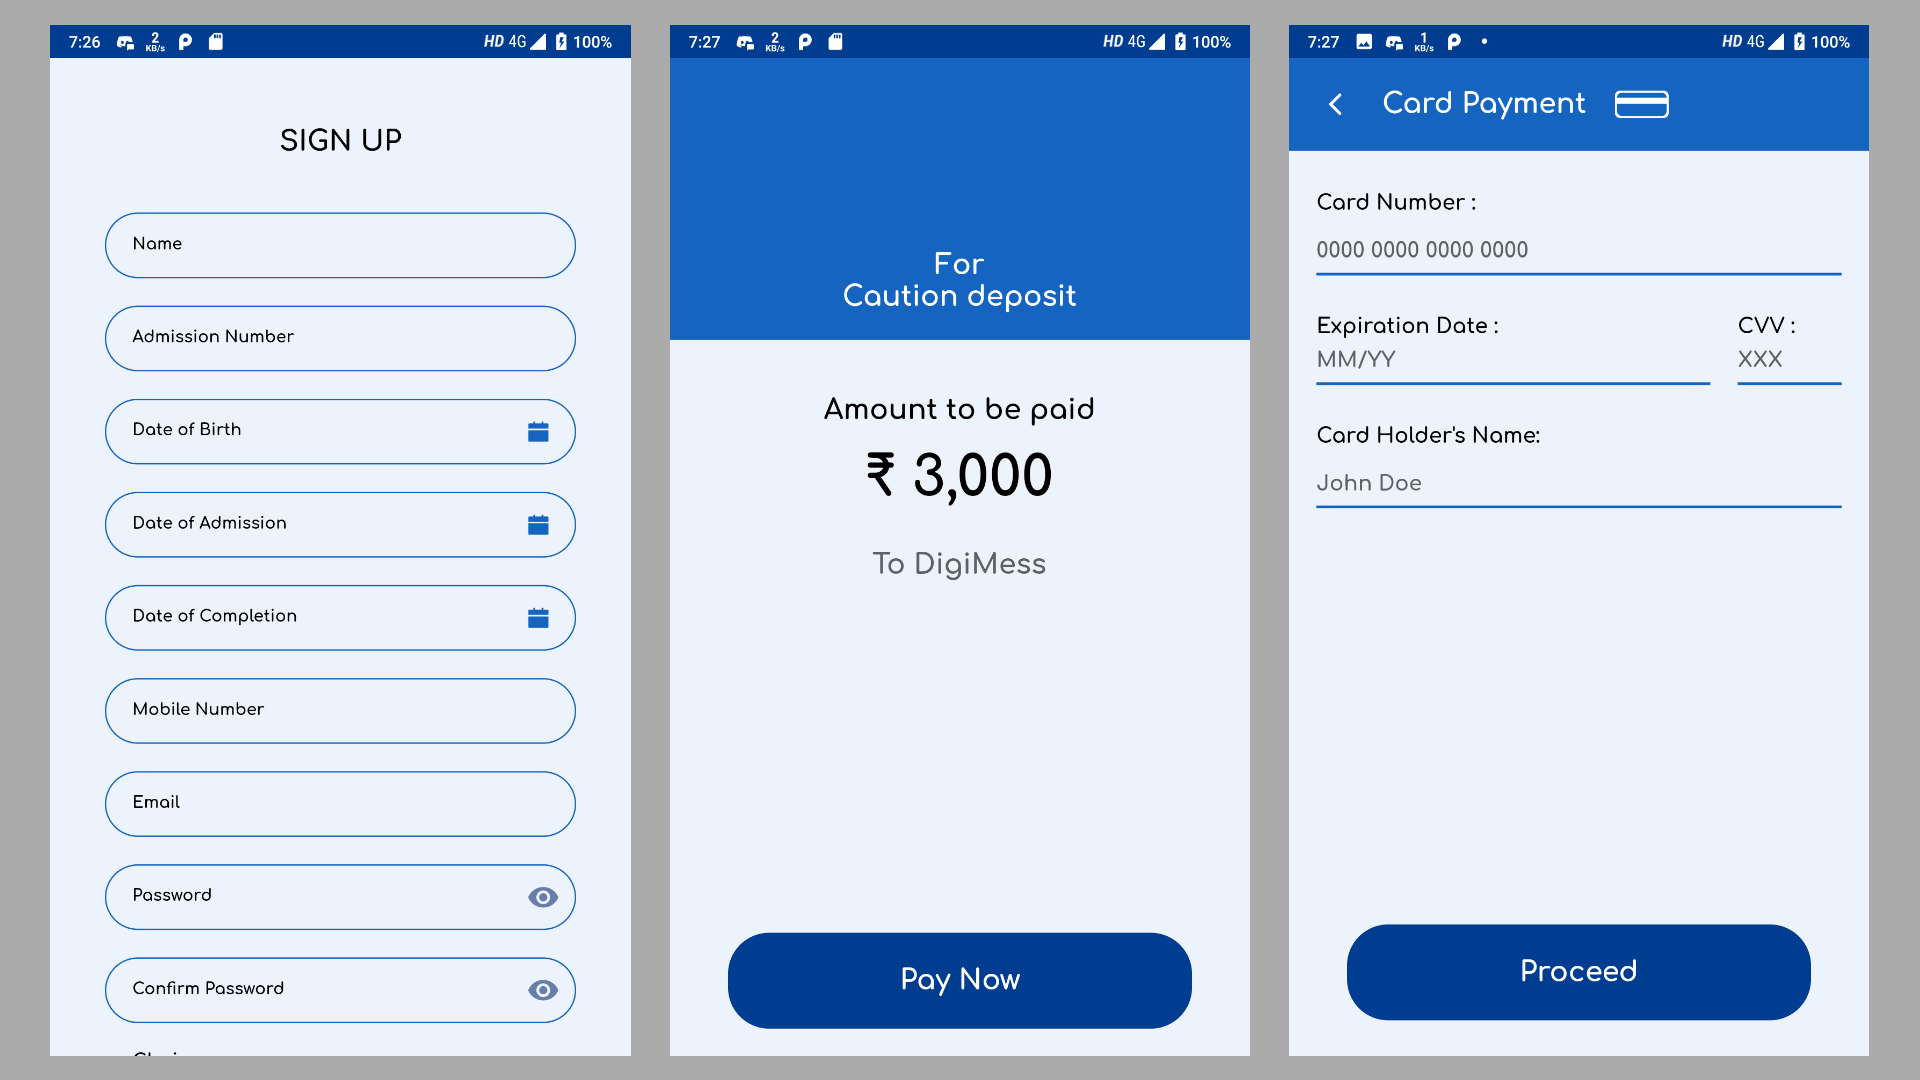 7:26 2 KB/s HD 4G 100%
SIGN UP
Name
Admission Number
Date of Birth
Date of Admission
Date of Completion
Mobile Number
Email
Password
Confirm Password
7:27 2 KB/s HD 4G 100%
For
Caution deposit
Amount to be paid
₹ 3,000
To DigiMess
Pay Now
7:27 1 KB/s HD 4G 100%
Card Payment
Card Number :
0000 0000 0000 0000
Expiration Date : CVV :
MM/YY XXX
Card Holder's Name:
John Doe
Proceed